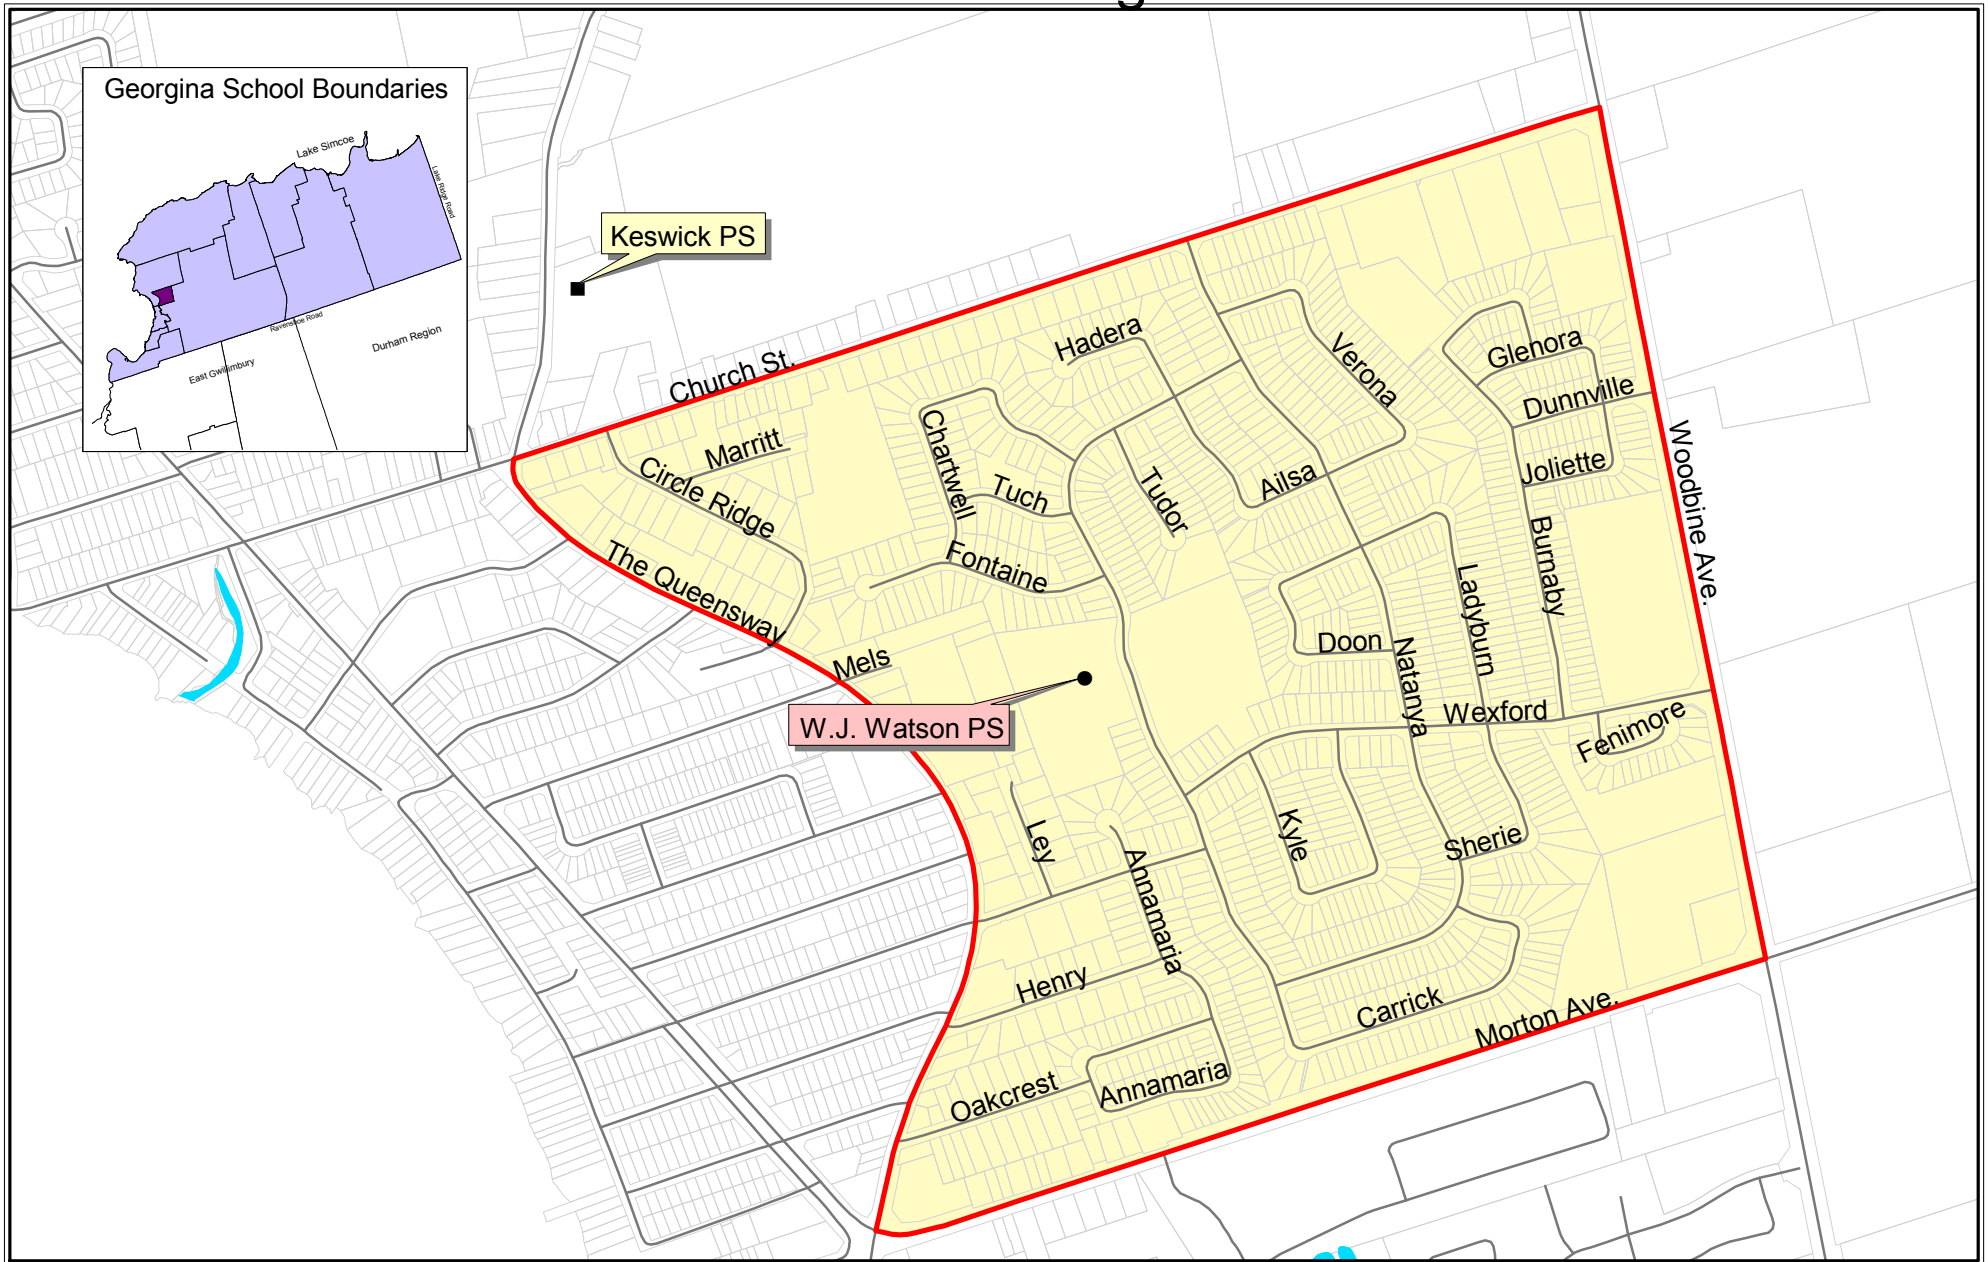 Georgina School Boundaries
Lake Simcoe
Lake Ridge Road
Ravenshoe Road
Durham Region
East Gwillimbury
Keswick PS
Church St.
Hadera
Verona
Glenora
Dunnville
Joliette
Woodbine Ave.
Marritt
Circle Ridge
Chartwell
Tuch
Tudor
Ailsa
Fontaine
The Queensway
Burnaby
Ladyburn
Doon
Natanya
Mels
W.J. Watson PS
Wexford
Fenimore
Ley
Kyle
Sherie
Annamaria
Henry
Carrick
Morton Ave.
Oakcrest
Annamaria